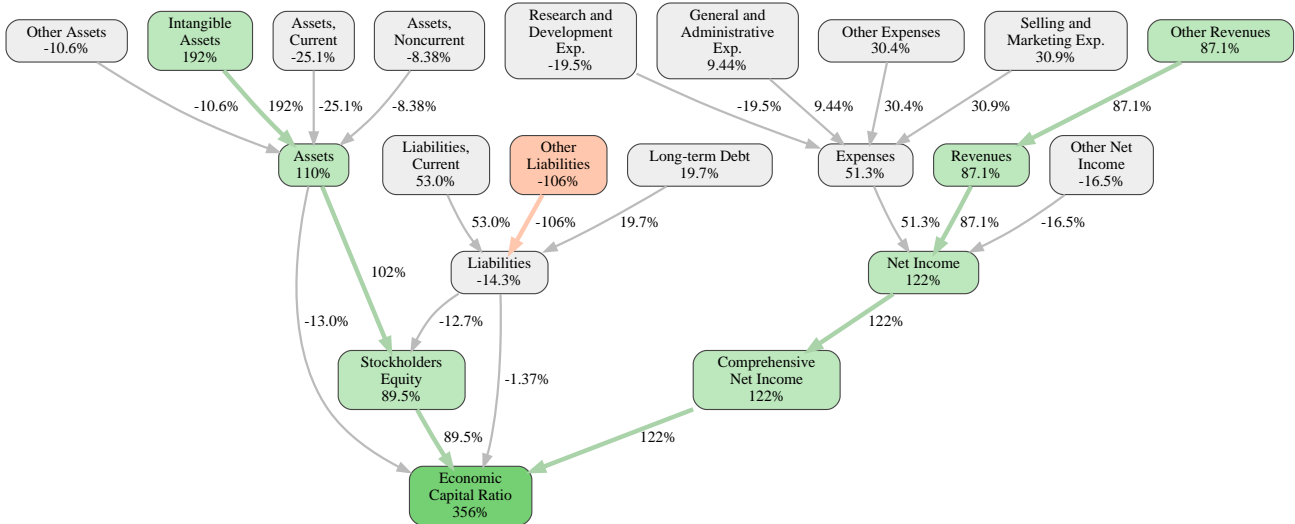 Other Assets
-10.6%
Intangible
Assets
192%
Assets,
Current
-25.1%
Assets,
Noncurrent
-8.38%
Research and
Development
Exp.
-19.5%
General and
Administrative
Exp.
9.44%
Other Expenses
30.4%
Selling and
Marketing Exp.
30.9%
Other Revenues
87.1%
-10.6%
192%
-25.1%
-8.38%
-19.5%
9.44%
30.4%
30.9%
87.1%
Assets
110%
Liabilities,
Current
53.0%
Other
Liabilities
-106%
Long-term Debt
19.7%
Expenses
51.3%
Revenues
87.1%
Other Net
Income
-16.5%
53.0%
-106%
19.7%
51.3%
87.1%
-16.5%
102%
Liabilities
-14.3%
Net Income
122%
-13.0%
-12.7%
122%
Stockholders
Equity
89.5%
-1.37%
Comprehensive
Net Income
122%
89.5%
122%
Economic
Capital Ratio
356%